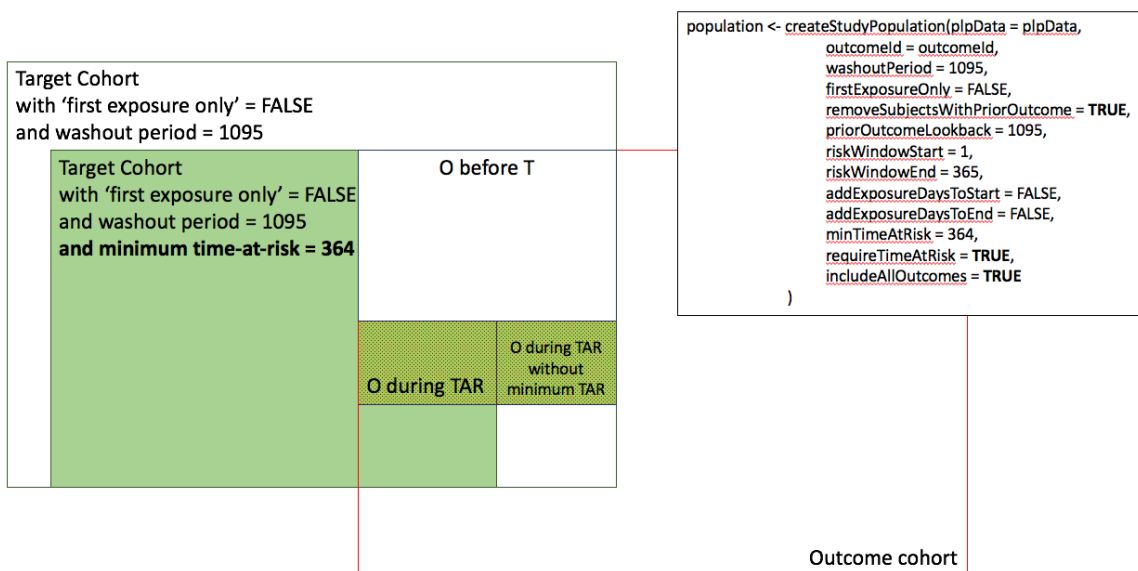 population <- createStudyPopulation(plpData = plpData,
outcomeId = outcomeId,
washoutPeriod = 1095,
firstExposureOnly = FALSE,
removeSubjectsWithPriorOutcome = TRUE,
priorOutcomeLookback = 1095,
riskWindowStart = 1,
riskWindowEnd = 365,
addExposureDaysToStart = FALSE,
addExposureDaysToEnd = FALSE,
minTimeAtRisk = 364,
requireTimeAtRisk = TRUE,
includeAllOutcomes = TRUE
)
Target Cohort
with ‘first exposure only’ = FALSE
and washout period = 1095
Target Cohort
with ‘first exposure only’ = FALSE
and washout period = 1095
and minimum time-at-risk = 364
O before T
O during TAR
O during TAR
without
minimum TAR
Outcome cohort